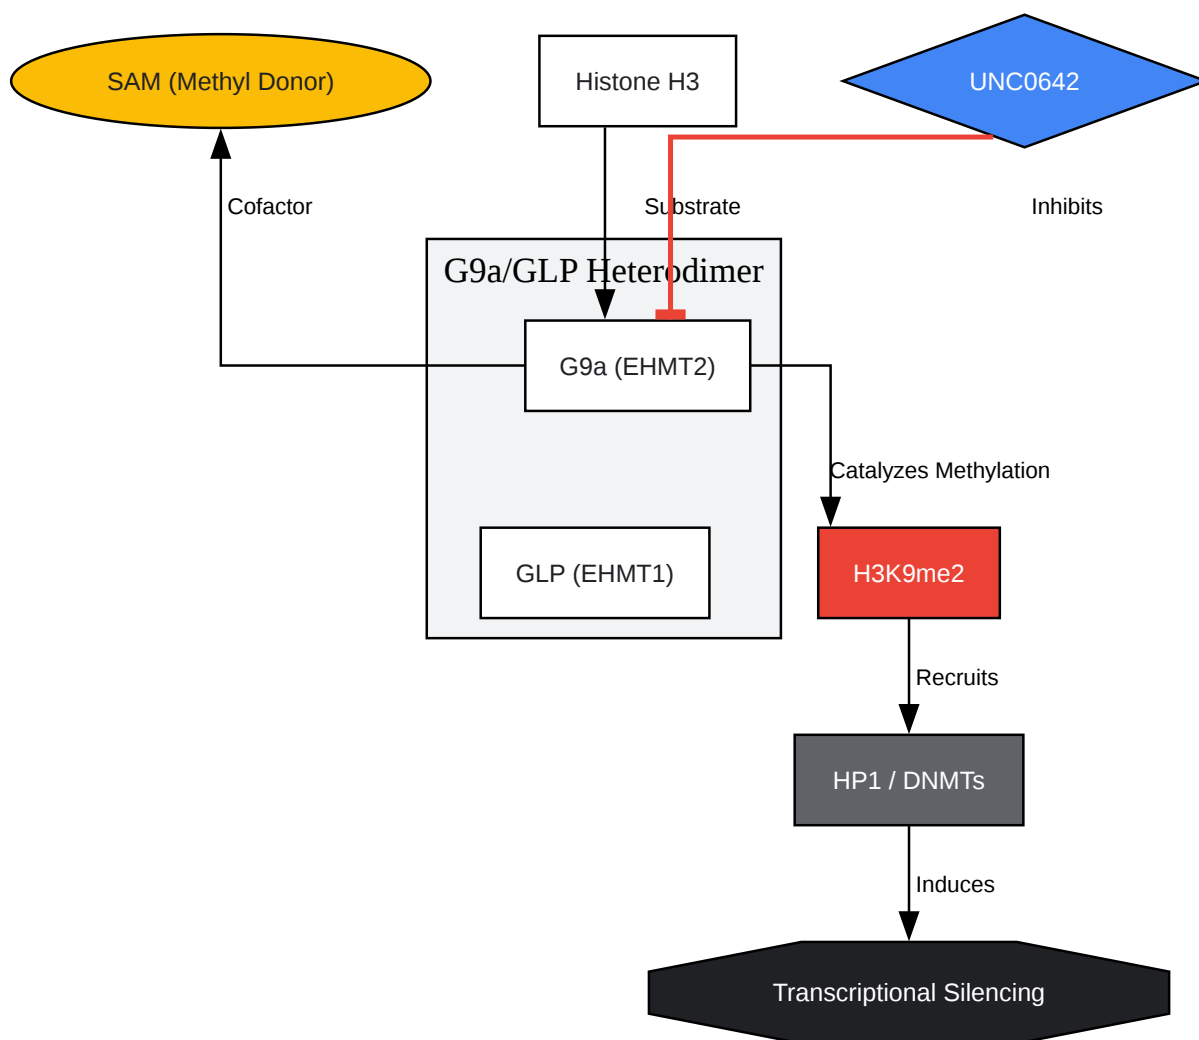 SAM (Methyl Donor)
Histone H3
UNC0642
Cofactor
Substrate
Inhibits
G9a/GLP Heterodimer
G9a (EHMT2)
Catalyzes Methylation
GLP (EHMT1)
H3K9me2
Recruits
HP1 / DNMTs
Induces
Transcriptional Silencing